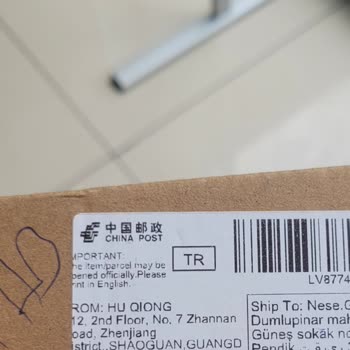 中国邮政
CHINA POST
IMPORTANT:
The item/parcel may be
opened officially. Please
print in English.
TR
LV8774
FROM: HU QIONG
12, 2nd Floor, No. 7 Zhannan
Road, Zhenjiang
District, SHAOGUAN, GUANGD
Ship To: Nese.G
Dumlupinar mah
Güneş sokak no
Pendik